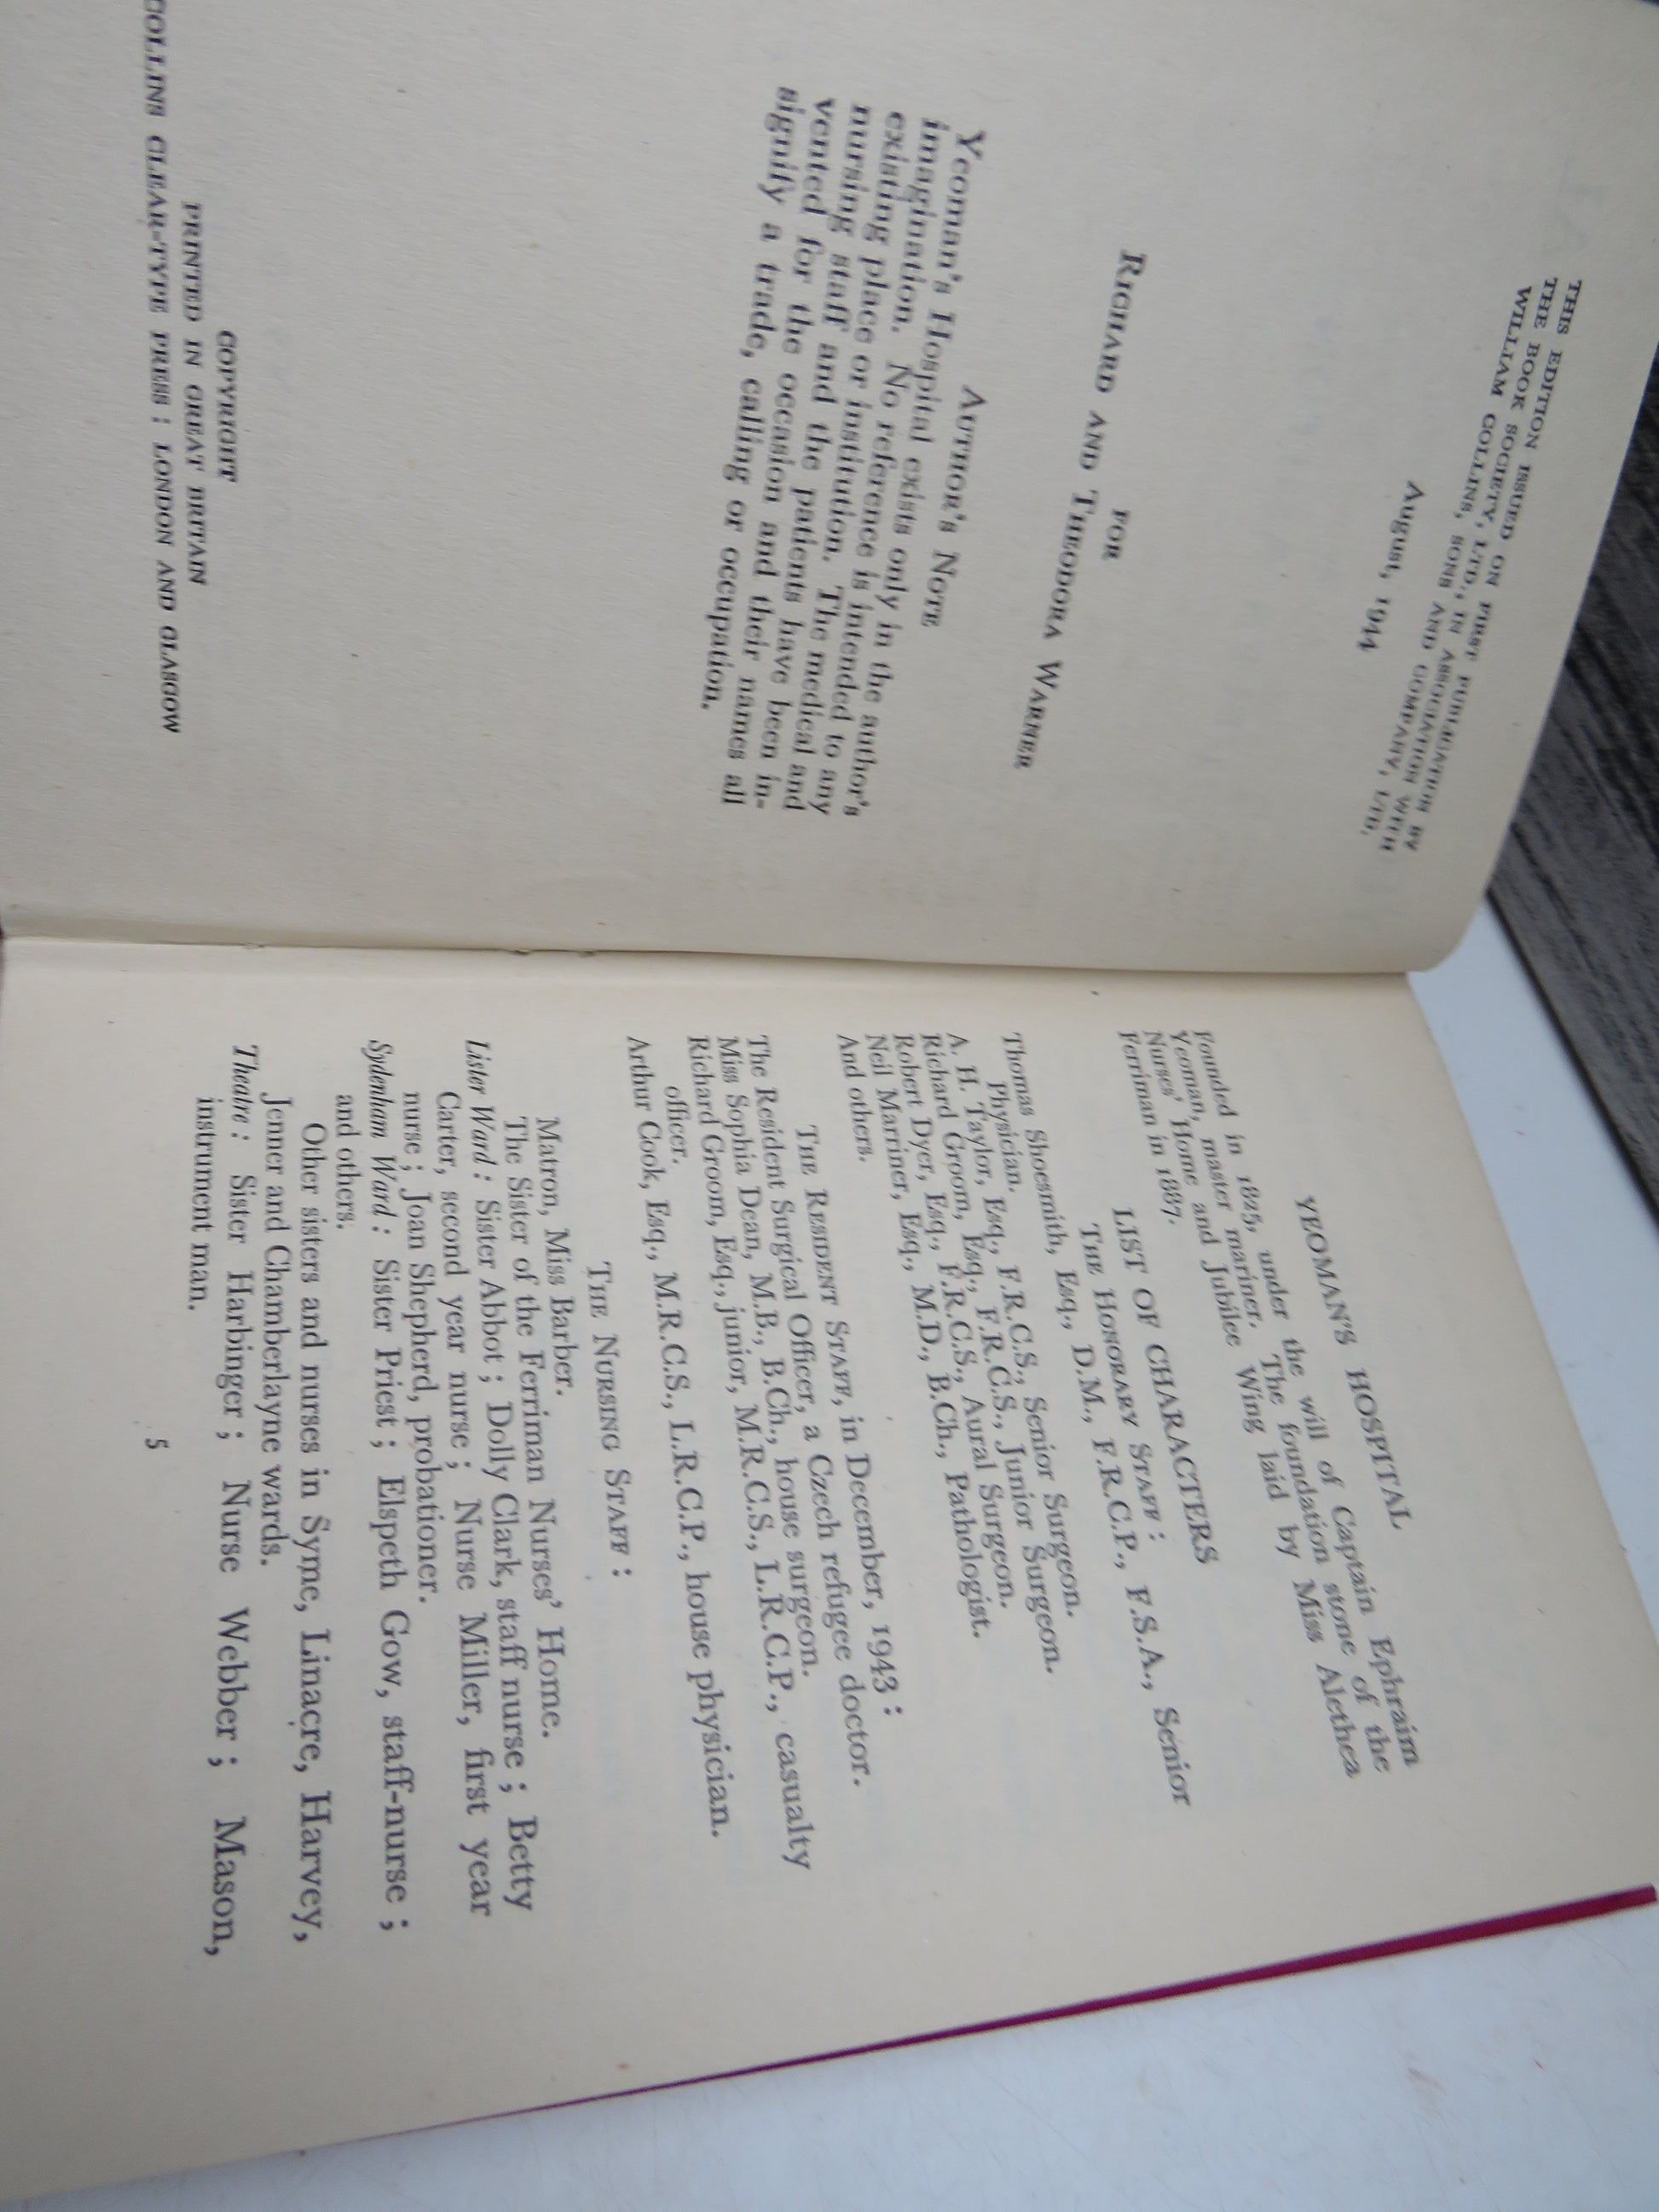 THIS EDITION ISSUED ON FIRST PUBLICATION BY
THE BOOK SOCIETY, LTD., IN ASSOCIATION WITH
WILLIAM COLLINS, SONS AND COMPANY, LTD.
August, 1944
FOR
RICHARD AND THEODORA WARNER
AUTHOR'S NOTE
Yeoman's Hospital exists only in the author's
imagination. No reference is intended to any
existing place or institution. The medical and
nursing staff and the patients have been in-
vented for the occasion and their names all
signify a trade, calling or occupation.
COPYRIGHT
PRINTED IN GREAT BRITAIN
COLLINS CLEAR-TYPE PRESS : LONDON AND GLASGOW
YEOMAN'S HOSPITAL
Founded in 1825, under the will of Captain Ephraim
Yeoman, master mariner. The foundation stone of the
Nurses' Home and Jubilee Wing laid by Miss Alethea
Ferriman in 1887.
LIST OF CHARACTERS
THE HONORARY STAFF :
Thomas Shoesmith, Esq., D.M., F.R.C.P., F.S.A., Senior
Physician.
A. H. Taylor, Esq., F.R.C.S., Senior Surgeon.
Richard Groom, Esq., F.R.C.S., Junior Surgeon.
Robert Dyer, Esq., F.R.C.S., Aural Surgeon.
Neil Marriner, Esq., M.D., B.Ch., Pathologist.
And others.
THE RESIDENT STAFF, in December, 1943 :
The Resident Surgical Officer, a Czech refugee doctor.
Miss Sophia Dean, M.B., B.Ch., house surgeon.
Richard Groom, Esq., junior, M.R.C.S., L.R.C.P., casualty
officer.
Arthur Cook, Esq., M.R.C.S., L.R.C.P., house physician.
THE NURSING STAFF :
Matron, Miss Barber.
The Sister of the Ferriman Nurses' Home.
Lister Ward : Sister Abbot ; Dolly Clark, staff nurse ; Betty
Carter, second year nurse ; Nurse Miller, first year
nurse ; Joan Shepherd, probationer.
Sydenham Ward : Sister Priest ; Elspeth Gow, staff-nurse ;
and others.
Other sisters and nurses in Syme, Linacre, Harvey,
Jenner and Chamberlayne wards.
Theatre : Sister Harbinger ; Nurse Webber ; Mason,
instrument man.
5